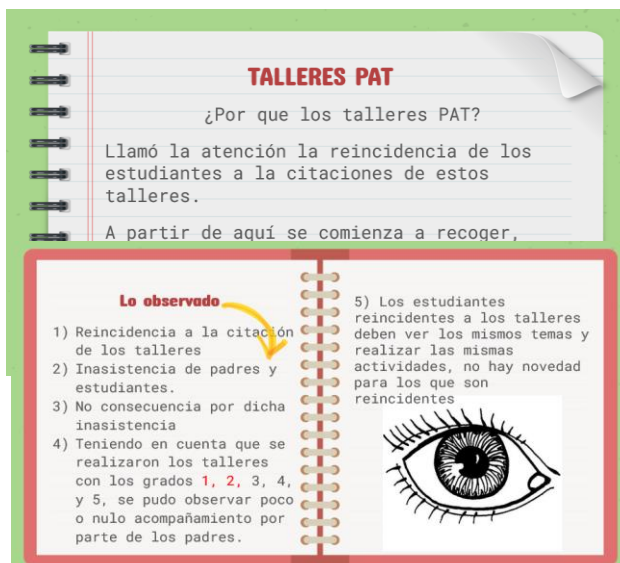 TALLERES PAT
¿Por que los talleres PAT?
Llamó la atención la reincidencia de los
estudiantes a la citaciones de estos
talleres.
A partir de aquí se comienza a recoger,
Lo observado
1) Reincidencia a la citación
de los talleres
2) Inasistencia de padres y
estudiantes.
3) No consecuencia por dicha
inasistencia
4) Teniendo en cuenta que se
realizaron los talleres
con los grados 1, 2, 3, 4,
y 5, se pudo observar poco
o nulo acompañamiento por
parte de los padres.
5) Los estudiantes
reincidentes a los talleres
deben ver los mismos temas y
realizar las mismas
actividades, no hay novedad
para los que son
reincidentes